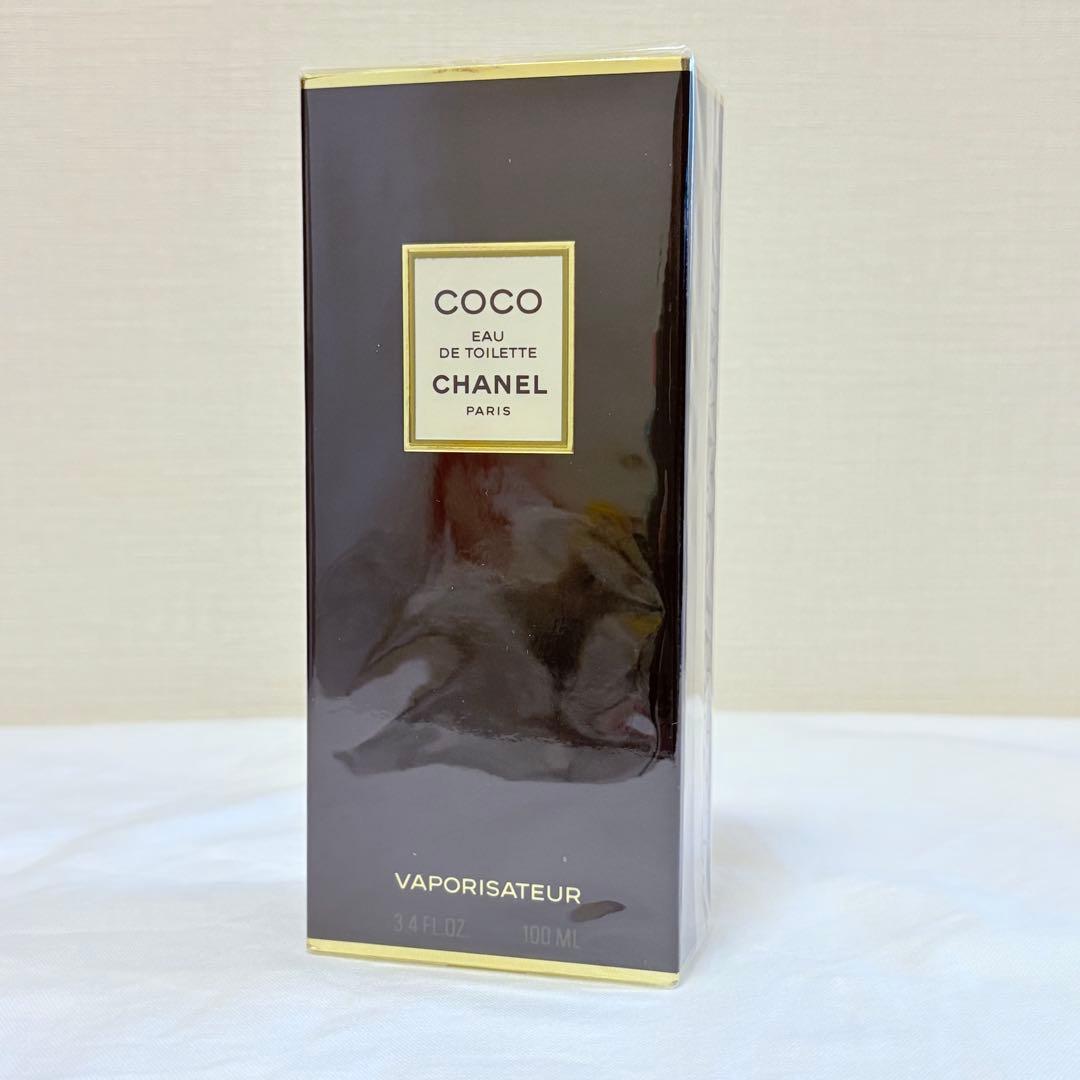 COCO
EAU
DE TOILETTE
CHANEL
PARIS
VAPORISATEUR
3.4 FL.OZ. 100 ML